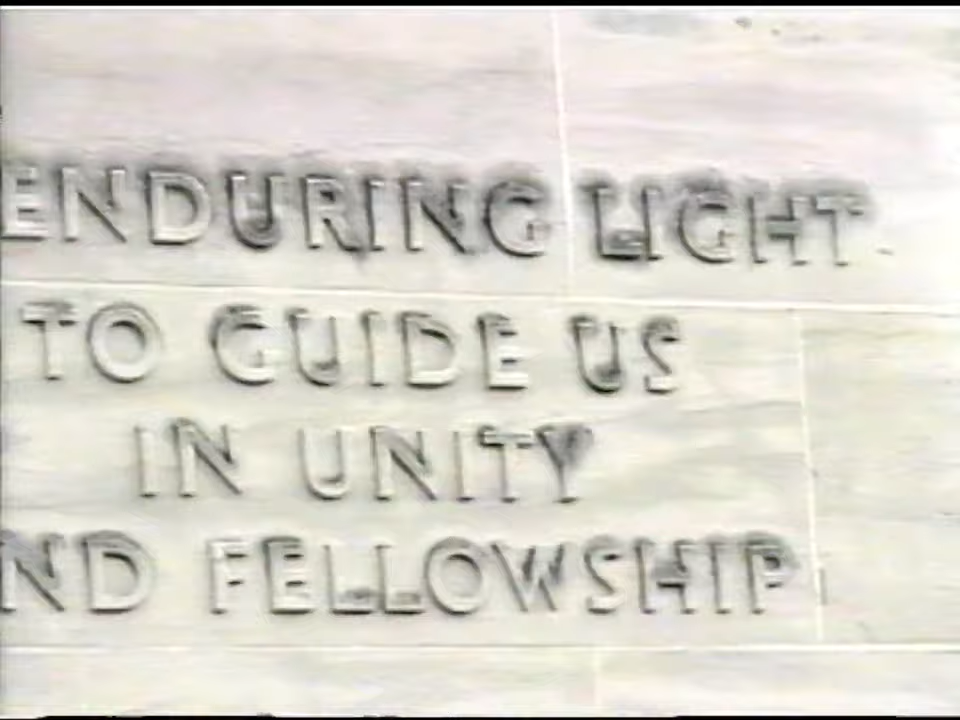 ENDURING LIGHT
TO GUIDE US
IN UNITY
ND FELLOWSHIP